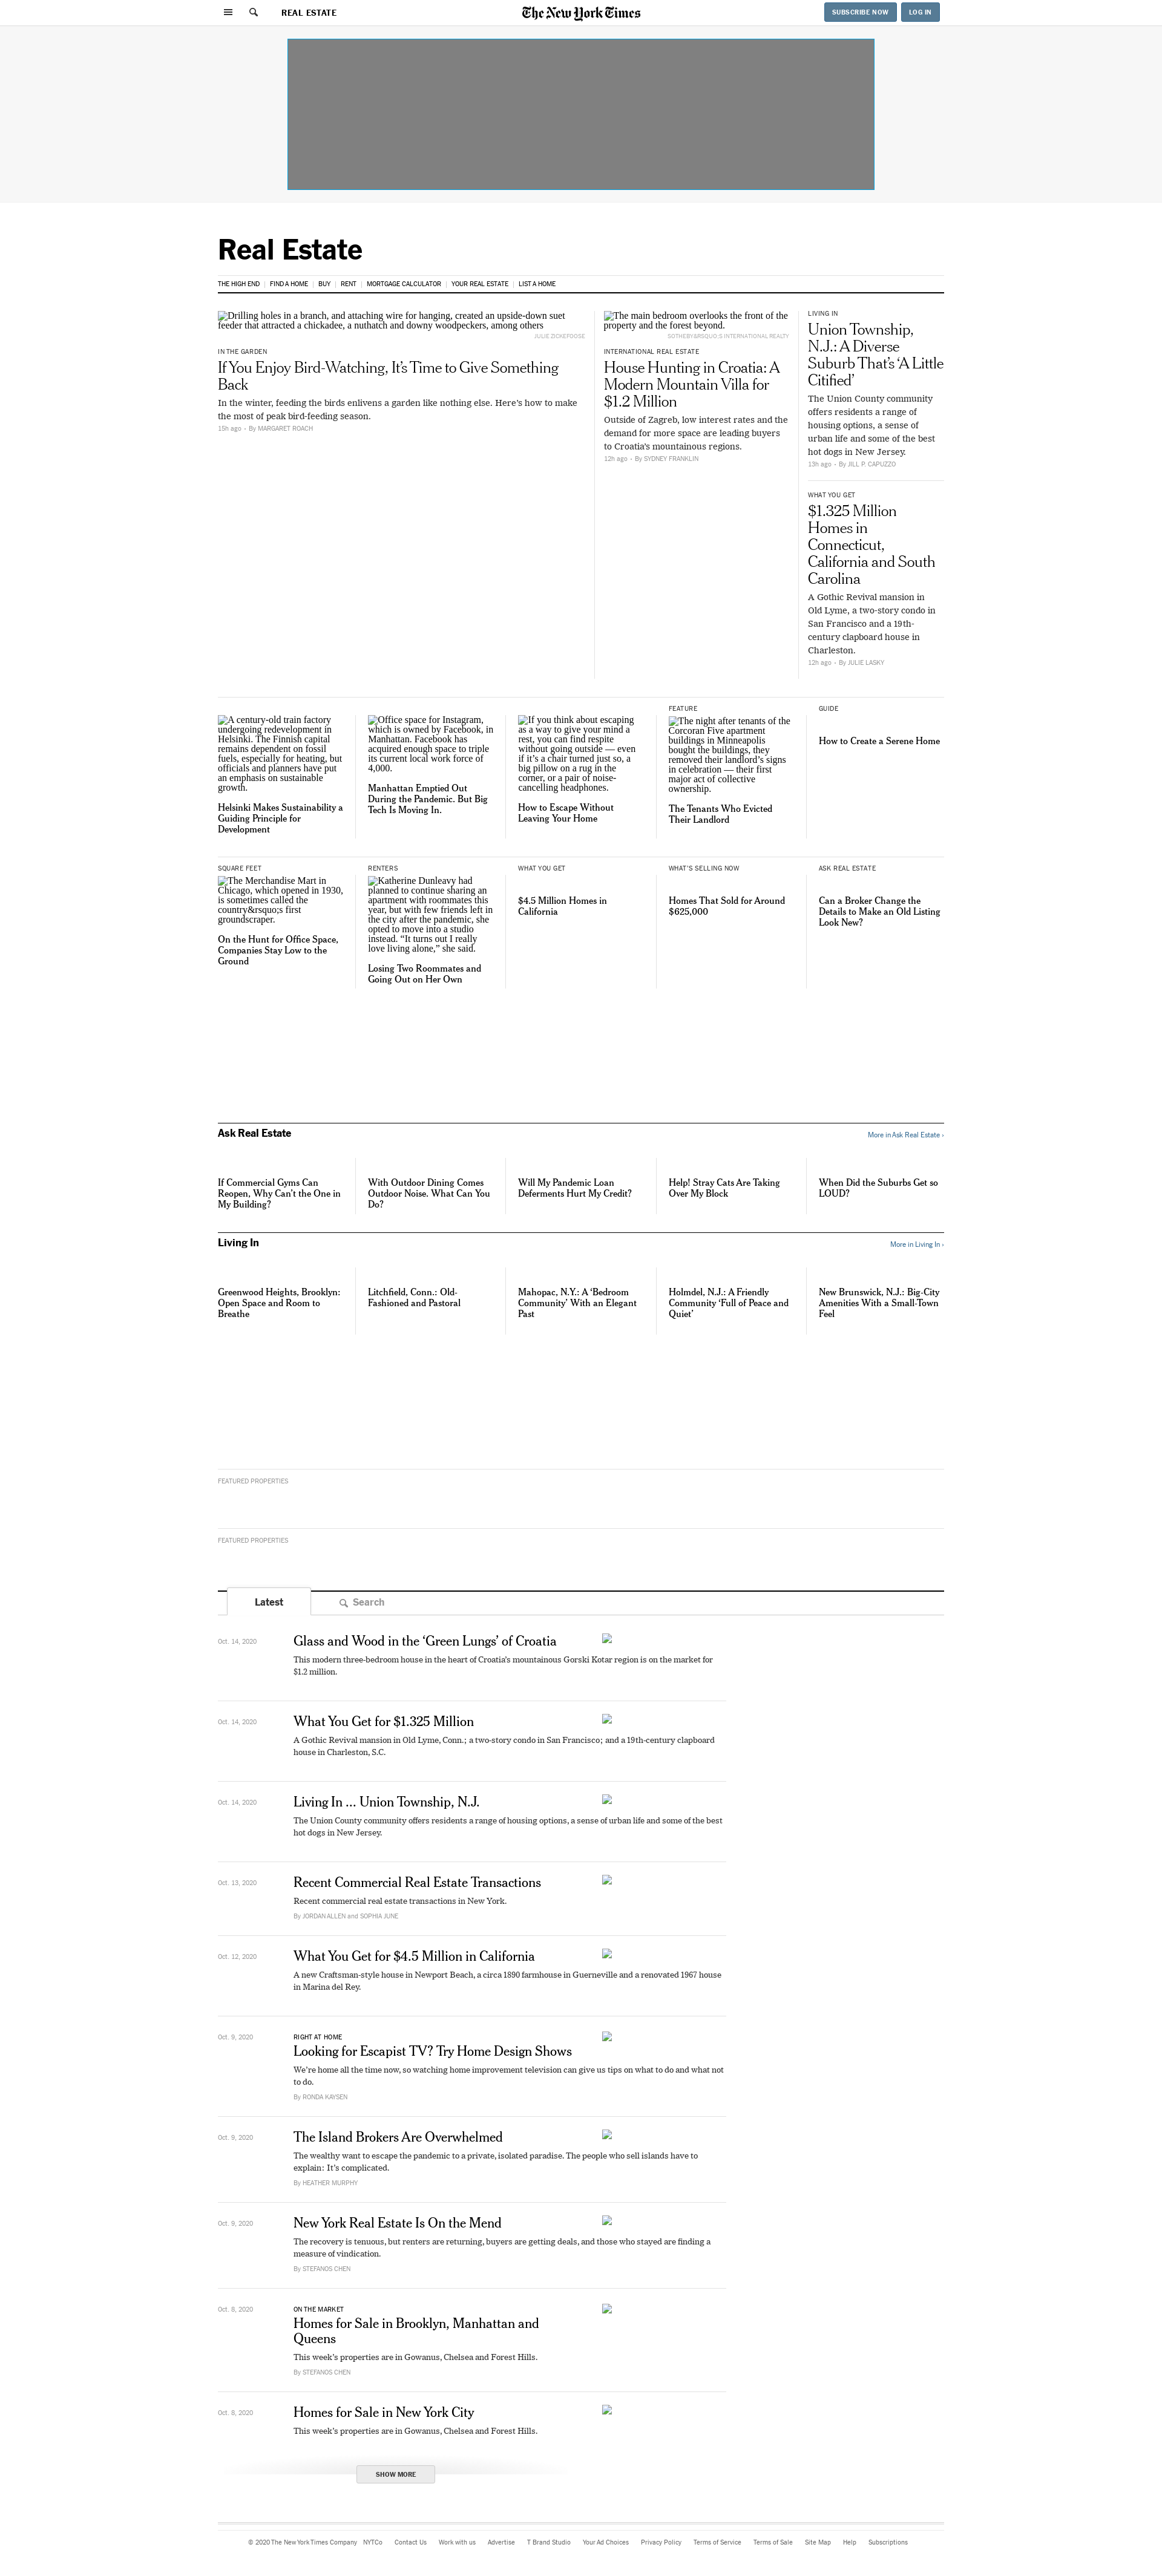 REAL ESTATE
The New York Times
SUBSCRIBE NOW
LOG IN
Real Estate
THE HIGH END
FIND A HOME
BUY
RENT
MORTGAGE CALCULATOR
YOUR REAL ESTATE
LIST A HOME
Drilling holes in a branch, and attaching wire for hanging, created an upside-down suet
feeder that attracted a chickadee, a nuthatch and downy woodpeckers, among others
JULIE ZICKEFOOSE
IN THE GARDEN
If You Enjoy Bird-Watching, It’s Time to Give Something
Back
In the winter, feeding the birds enlivens a garden like nothing else. Here’s how to make
the most of peak bird-feeding season.
15h ago • By MARGARET ROACH
The main bedroom overlooks the front of the
property and the forest beyond.
SOTHEBY&RSQUO;S INTERNATIONAL REALTY
INTERNATIONAL REAL ESTATE
House Hunting in Croatia: A
Modern Mountain Villa for
$1.2 Million
Outside of Zagreb, low interest rates and the
demand for more space are leading buyers
to Croatia’s mountainous regions.
12h ago • By SYDNEY FRANKLIN
LIVING IN
Union Township,
N.J.: A Diverse
Suburb That’s ‘A Little
Citified’
The Union County community
offers residents a range of
housing options, a sense of
urban life and some of the best
hot dogs in New Jersey.
13h ago • By JILL P. CAPUZZO
WHAT YOU GET
$1.325 Million
Homes in
Connecticut,
California and South
Carolina
A Gothic Revival mansion in
Old Lyme, a two-story condo in
San Francisco and a 19th-
century clapboard house in
Charleston.
12h ago • By JULIE LASKY
A century-old train factory
undergoing redevelopment in
Helsinki. The Finnish capital
remains dependent on fossil
fuels, especially for heating, but
officials and planners have put
an emphasis on sustainable
growth.
Helsinki Makes Sustainability a
Guiding Principle for
Development
Office space for Instagram,
which is owned by Facebook, in
Manhattan. Facebook has
acquired enough space to triple
its current local work force of
4,000.
Manhattan Emptied Out
During the Pandemic. But Big
Tech Is Moving In.
If you think about escaping
as a way to give your mind a
rest, you can find respite
without going outside — even
if it’s a chair turned just so, a
big pillow on a rug in the
corner, or a pair of noise-
cancelling headphones.
How to Escape Without
Leaving Your Home
FEATURE
The night after tenants of the
Corcoran Five apartment
buildings in Minneapolis
bought the buildings, they
removed their landlord’s signs
in celebration — their first
major act of collective
ownership.
The Tenants Who Evicted
Their Landlord
GUIDE
How to Create a Serene Home
SQUARE FEET
The Merchandise Mart in
Chicago, which opened in 1930,
is sometimes called the
country&rsquo;s first
groundscraper.
On the Hunt for Office Space,
Companies Stay Low to the
Ground
RENTERS
Katherine Dunleavy had
planned to continue sharing an
apartment with roommates this
year, but with few friends left in
the city after the pandemic, she
opted to move into a studio
instead. “It turns out I really
love living alone,” she said.
Losing Two Roommates and
Going Out on Her Own
WHAT YOU GET
$4.5 Million Homes in
California
WHAT’S SELLING NOW
Homes That Sold for Around
$625,000
ASK REAL ESTATE
Can a Broker Change the
Details to Make an Old Listing
Look New?
Ask Real Estate
More in Ask Real Estate ›
If Commercial Gyms Can
Reopen, Why Can’t the One in
My Building?
With Outdoor Dining Comes
Outdoor Noise. What Can You
Do?
Will My Pandemic Loan
Deferments Hurt My Credit?
Help! Stray Cats Are Taking
Over My Block
When Did the Suburbs Get so
LOUD?
Living In
More in Living In ›
Greenwood Heights, Brooklyn:
Open Space and Room to
Breathe
Litchfield, Conn.: Old-
Fashioned and Pastoral
Mahopac, N.Y.: A ‘Bedroom
Community’ With an Elegant
Past
Holmdel, N.J.: A Friendly
Community ‘Full of Peace and
Quiet’
New Brunswick, N.J.: Big-City
Amenities With a Small-Town
Feel
FEATURED PROPERTIES
FEATURED PROPERTIES
Latest
Search
Oct. 14, 2020
Glass and Wood in the ‘Green Lungs’ of Croatia
This modern three-bedroom house in the heart of Croatia’s mountainous Gorski Kotar region is on the market for
$1.2 million.
Oct. 14, 2020
What You Get for $1.325 Million
A Gothic Revival mansion in Old Lyme, Conn.; a two-story condo in San Francisco; and a 19th-century clapboard
house in Charleston, S.C.
Oct. 14, 2020
Living In ... Union Township, N.J.
The Union County community offers residents a range of housing options, a sense of urban life and some of the best
hot dogs in New Jersey.
Oct. 13, 2020
Recent Commercial Real Estate Transactions
Recent commercial real estate transactions in New York.
By JORDAN ALLEN and SOPHIA JUNE
Oct. 12, 2020
What You Get for $4.5 Million in California
A new Craftsman-style house in Newport Beach, a circa 1890 farmhouse in Guerneville and a renovated 1967 house
in Marina del Rey.
Oct. 9, 2020
RIGHT AT HOME
Looking for Escapist TV? Try Home Design Shows
We’re home all the time now, so watching home improvement television can give us tips on what to do and what not
to do.
By RONDA KAYSEN
Oct. 9, 2020
The Island Brokers Are Overwhelmed
The wealthy want to escape the pandemic to a private, isolated paradise. The people who sell islands have to
explain: It’s complicated.
By HEATHER MURPHY
Oct. 9, 2020
New York Real Estate Is On the Mend
The recovery is tenuous, but renters are returning, buyers are getting deals, and those who stayed are finding a
measure of vindication.
By STEFANOS CHEN
Oct. 8, 2020
ON THE MARKET
Homes for Sale in Brooklyn, Manhattan and
Queens
This week’s properties are in Gowanus, Chelsea and Forest Hills.
By STEFANOS CHEN
Oct. 8, 2020
Homes for Sale in New York City
This week’s properties are in Gowanus, Chelsea and Forest Hills.
SHOW MORE
© 2020 The New York Times Company
NYTCo
Contact Us
Work with us
Advertise
T Brand Studio
Your Ad Choices
Privacy Policy
Terms of Service
Terms of Sale
Site Map
Help
Subscriptions